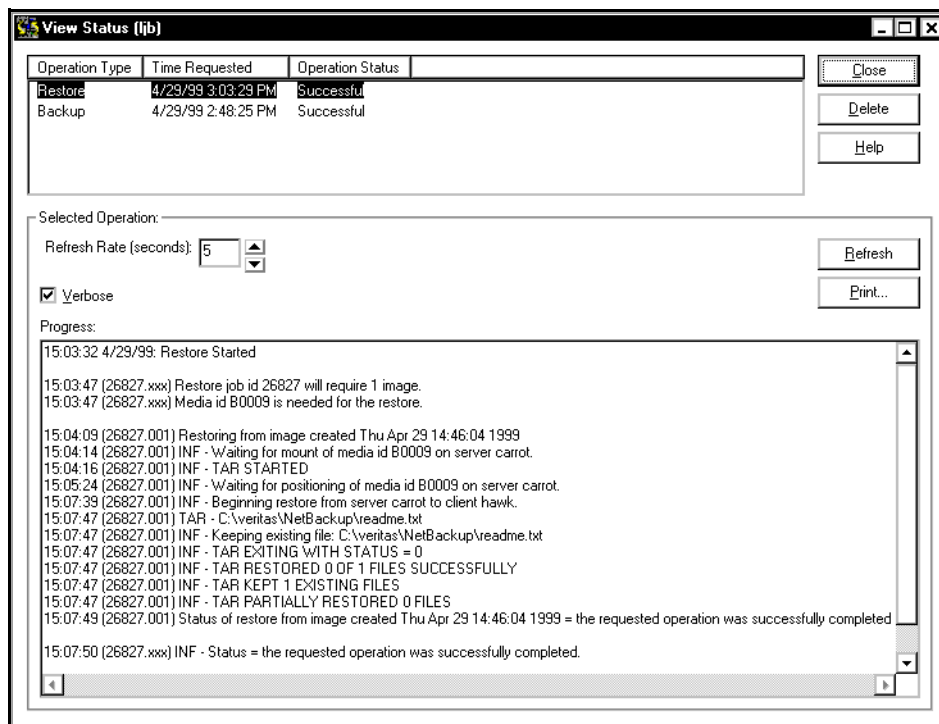 View Status (ljb)
Operation Type Time Requested Operation Status
Restore 4/29/99 3:03:29 PM Successful
Backup 4/29/99 2:48:25 PM Successful
Close
Delete
Help
Selected Operation:
Refresh Rate (seconds): 5
Refresh
Verbose
Print...
Progress:
15:03:32 4/29/99: Restore Started
15:03:47 (26827.xxx) Restore job id 26827 will require 1 image.
15:03:47 (26827.xxx) Media id B0009 is needed for the restore.
15:04:09 (26827.001) Restoring from image created Thu Apr 29 14:46:04 1999
15:04:14 (26827.001) INF - Waiting for mount of media id B0009 on server carrot.
15:04:16 (26827.001) INF - TAR STARTED
15:05:24 (26827.001) INF - Waiting for positioning of media id B0009 on server carrot.
15:07:39 (26827.001) INF - Beginning restore from server carrot to client hawk.
15:07:47 (26827.001) TAR - C:\veritas\NetBackup\readme.txt
15:07:47 (26827.001) INF - Keeping existing file: C:\veritas\NetBackup\readme.txt
15:07:47 (26827.001) INF - TAR EXITING WITH STATUS = 0
15:07:47 (26827.001) INF - TAR RESTORED 0 OF 1 FILES SUCCESSFULLY
15:07:47 (26827.001) INF - TAR KEPT 1 EXISTING FILES
15:07:47 (26827.001) INF - TAR PARTIALLY RESTORED 0 FILES
15:07:49 (26827.001) Status of restore from image created Thu Apr 29 14:46:04 1999 = the requested operation was successfully completed
15:07:50 (26827.xxx) INF - Status = the requested operation was successfully completed.